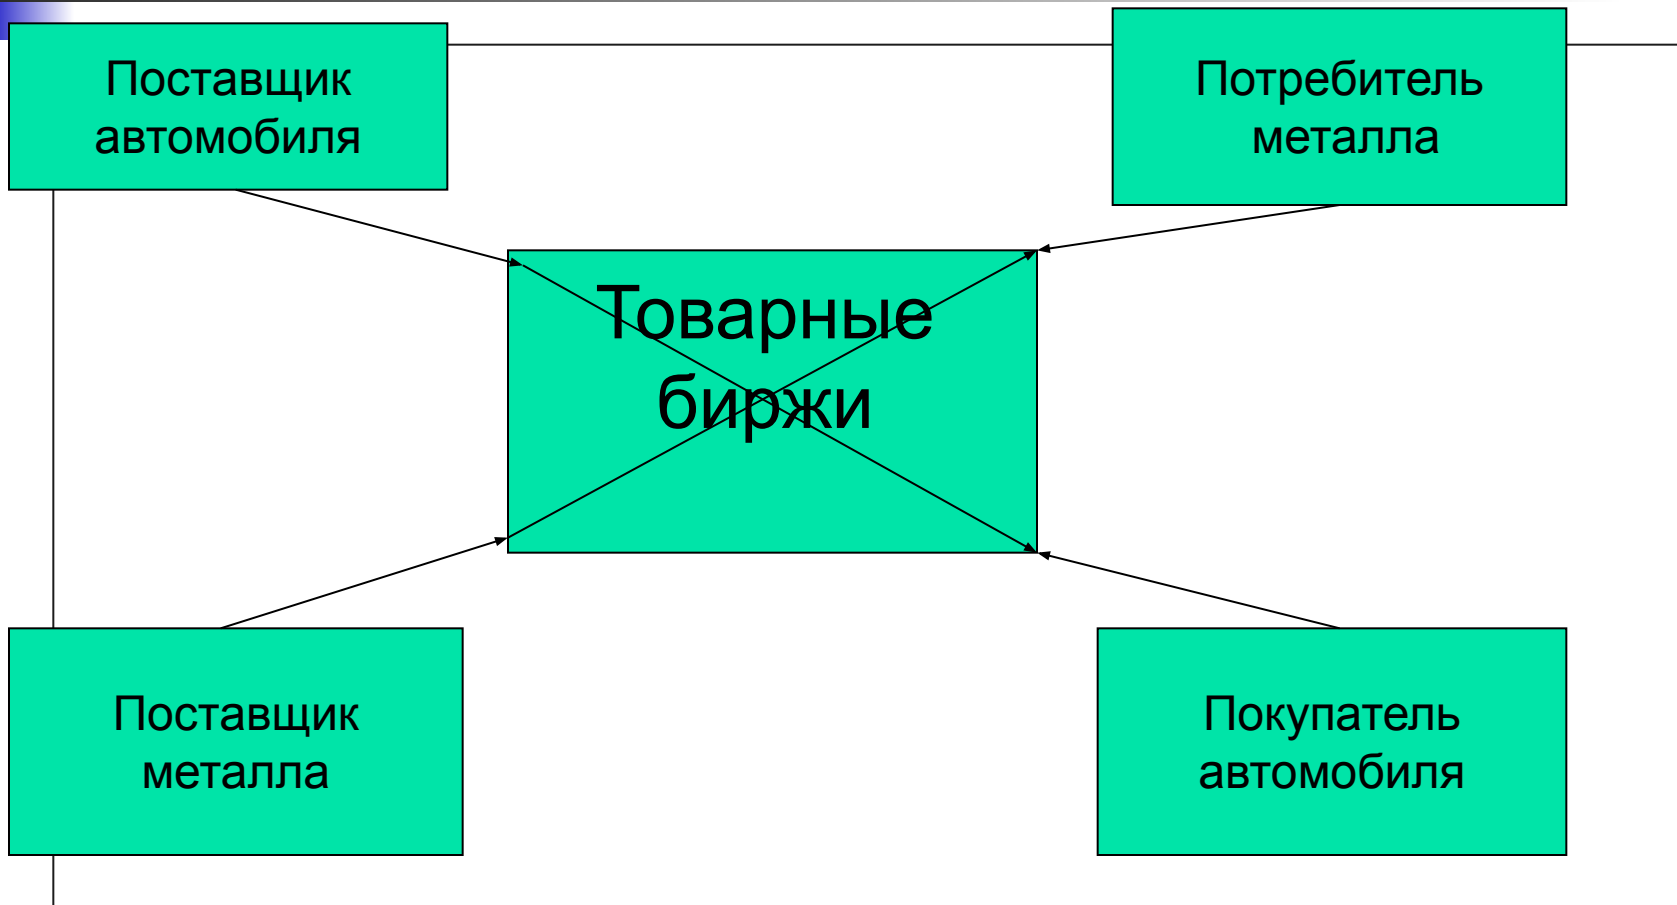 Поставщик
автомобиля
Потребитель
металла
Товарные
биржи
Поставщик
металла
Покупатель
автомобиля